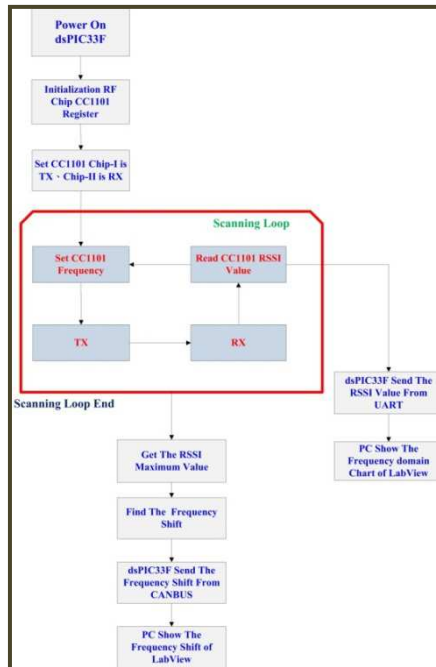 Power On
dsPIC33F
Initialization RF
Chip CC1101
Register
Set CC1101 Chip-I is
TX、Chip-II is RX
Scanning Loop
Set CC1101
Frequency
Read CC1101 RSSI
Value
TX
RX
Scanning Loop End
dsPIC33F Send The
RSSI Value From
UART
PC Show The
Frequency domain
Chart of LabView
Get The RSSI
Maximum Value
Find The Frequency
Shift
dsPIC33F Send The
Frequency Shift From
CANBUS
PC Show The
Frequency Shift of
LabView